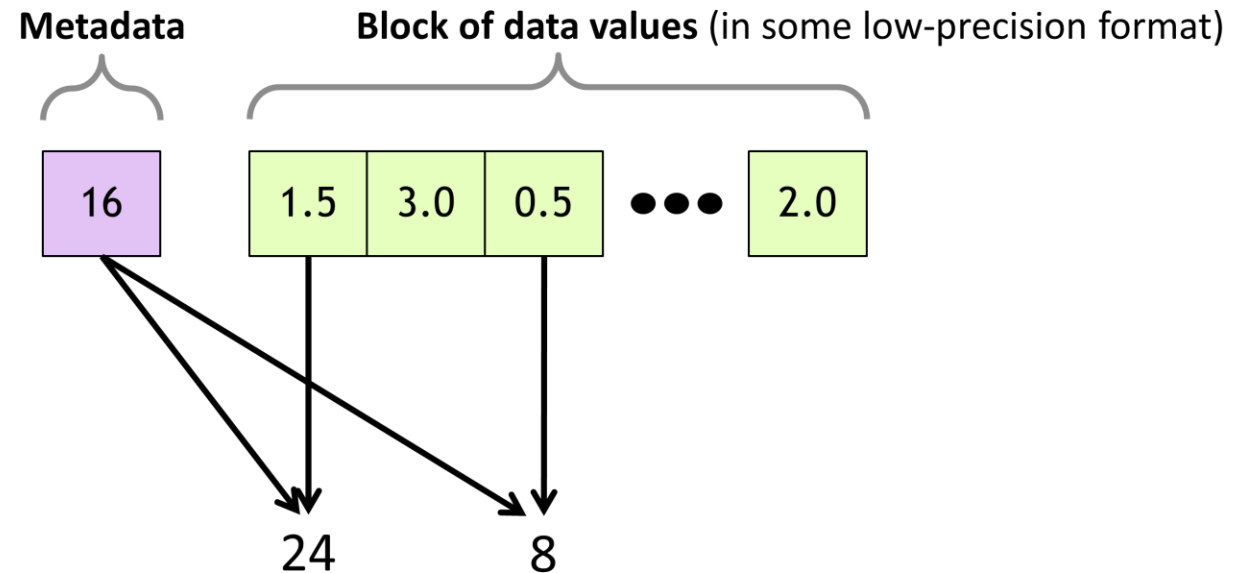 Metadata
Block of data values (in some low-precision format)
16
1.5 3.0 0.5 ●●● 2.0
24 8